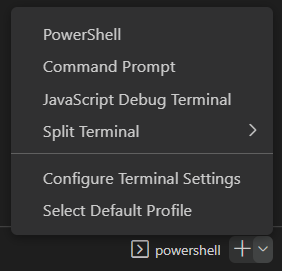 PowerShell
Command Prompt
JavaScript Debug Terminal
Split Terminal
Configure Terminal Settings
Select Default Profile
powershell